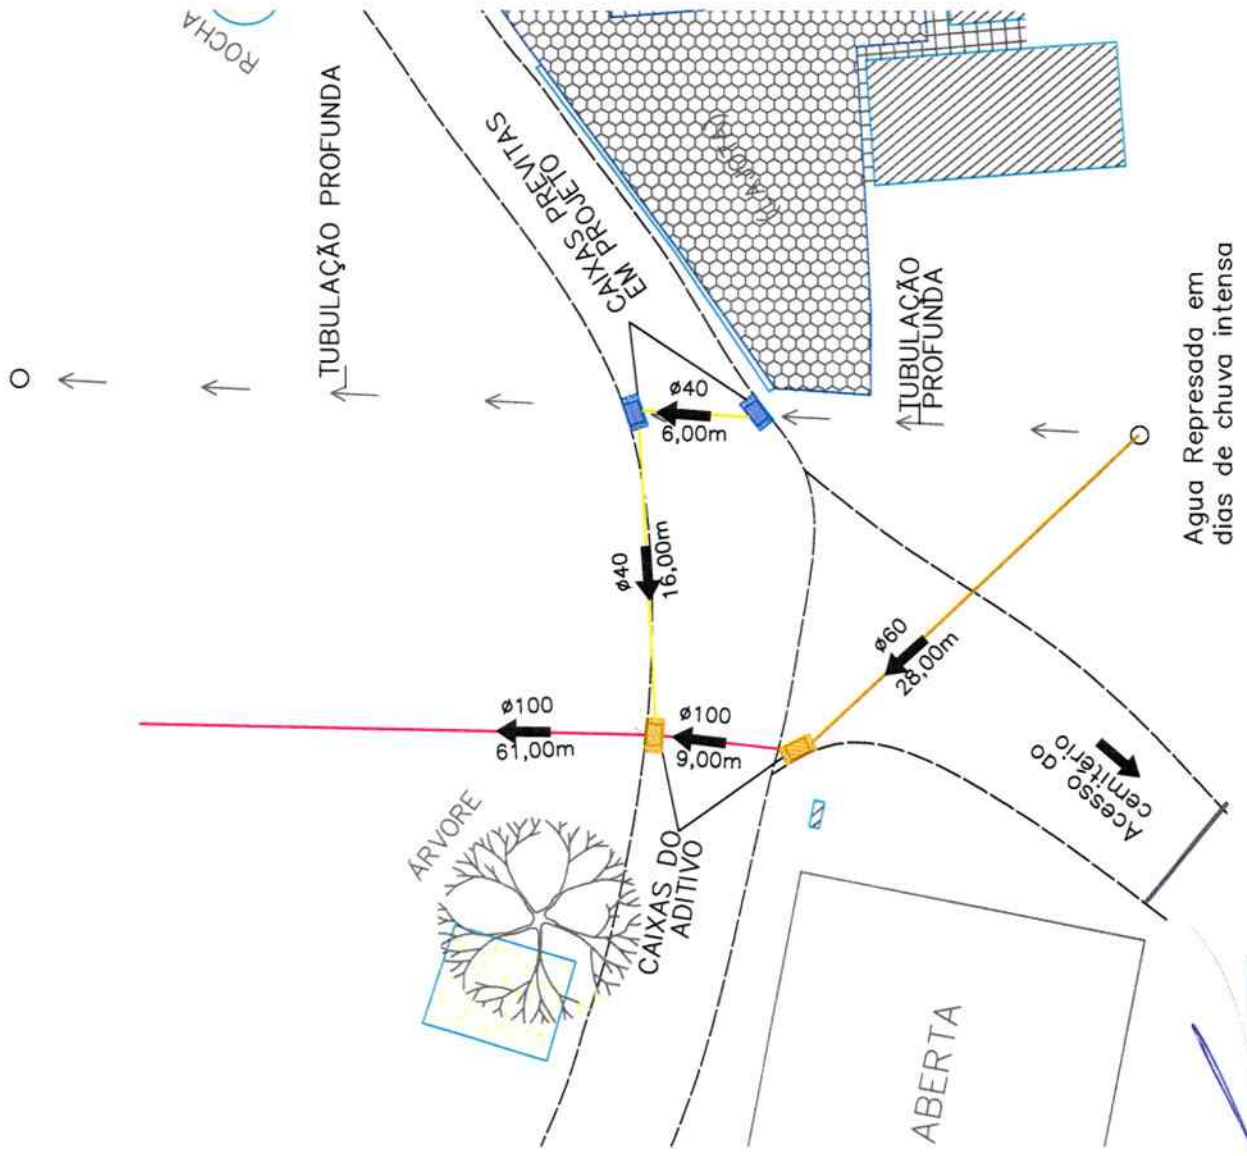 ROCHA
TUBULAÇÃO PROFUNDA
CAIXAS PREVITAS
EM PROJETO
(LAJOTA)
TUBULAÇÃO
PROFUNDA
ø40
6,00m
ø40
16,00m
Agua Represada em
dias de chuva intensa
ø60
28,00m
ø100
61,00m
ø100
9,00m
ÁRVORE
CAIXAS DO
ADITIVO
Acesso ao
cemitério
ABERTA